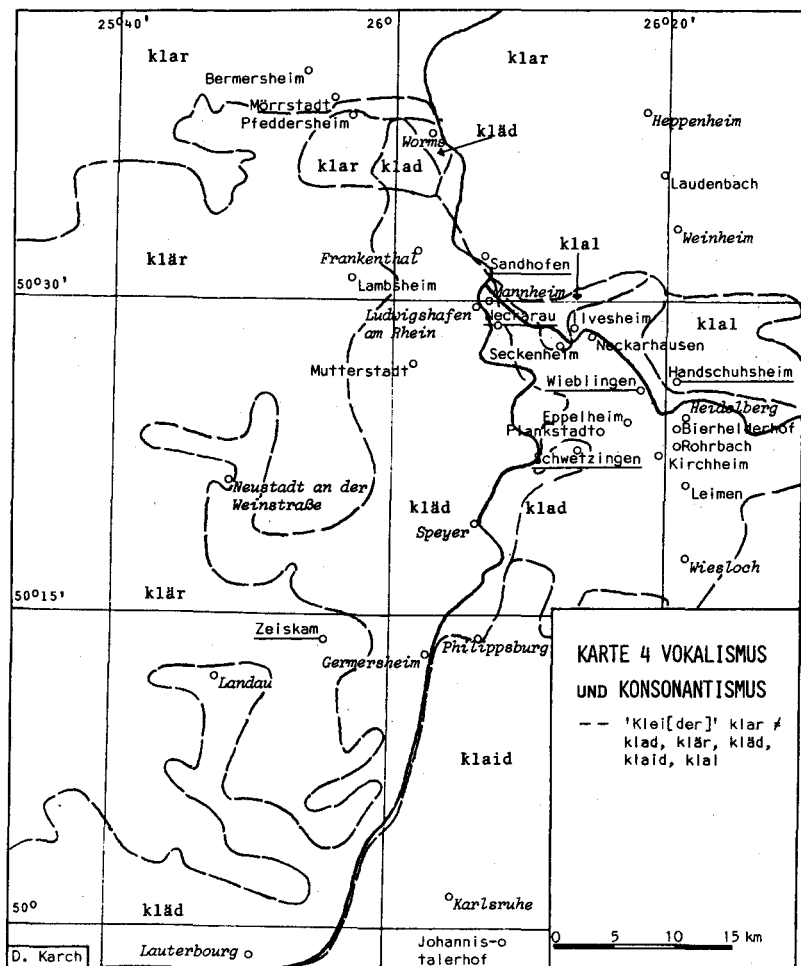 25°40' 26° 26°20'
klar klar
Bermersheim
Mörrstadt
Pfeddersheim
Heppenheim
Worms kläd
klar klad
Laudenbach
Weinheim
klal
Frankenthal
klär
Sandhofen
Lambsheim
50°30'
Mannheim
Ludwigshafen
am Rhein
Neckarau Ilvesheim klal
Seckenheim Neckarhausen
Mutterstadt
Handschuhsheim
Wieblingen
Heidelberg
Eppelheim Bierhelderhof
Plankstadt
Rohrbach
Schwetzingen Kirchheim
Neustadt an der
Weinstraße
Leimen
kläd klad
Speyer
Wiesloch
klär
50°15'
Zeiskam
Philippsburg
Germersheim
Landau
KARTE 4 VOKALISMUS
UND KONSONANTISMUS
-- 'Klei[der]' klar ≠
klad, klär, kläd,
klaid, klal
klaid
Karlsruhe
50°
kläd
Johannis-
talerhof
Lauterbourg
D. Karch
0 5 10 15 km